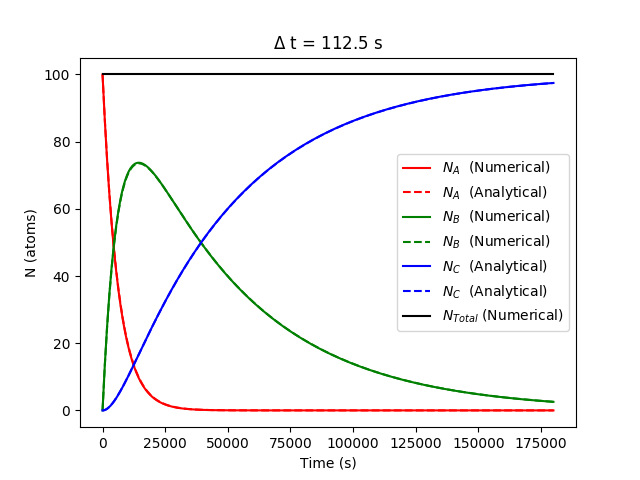 Δ t = 112.5 s
100
80
60
40
20
0
N (atoms)
N_A (Numerical)
N_A (Analytical)
N_B (Numerical)
N_B (Numerical)
N_C (Analytical)
N_C (Analytical)
N_Total (Numerical)
0 25000 50000 75000 100000 125000 150000 175000
Time (s)